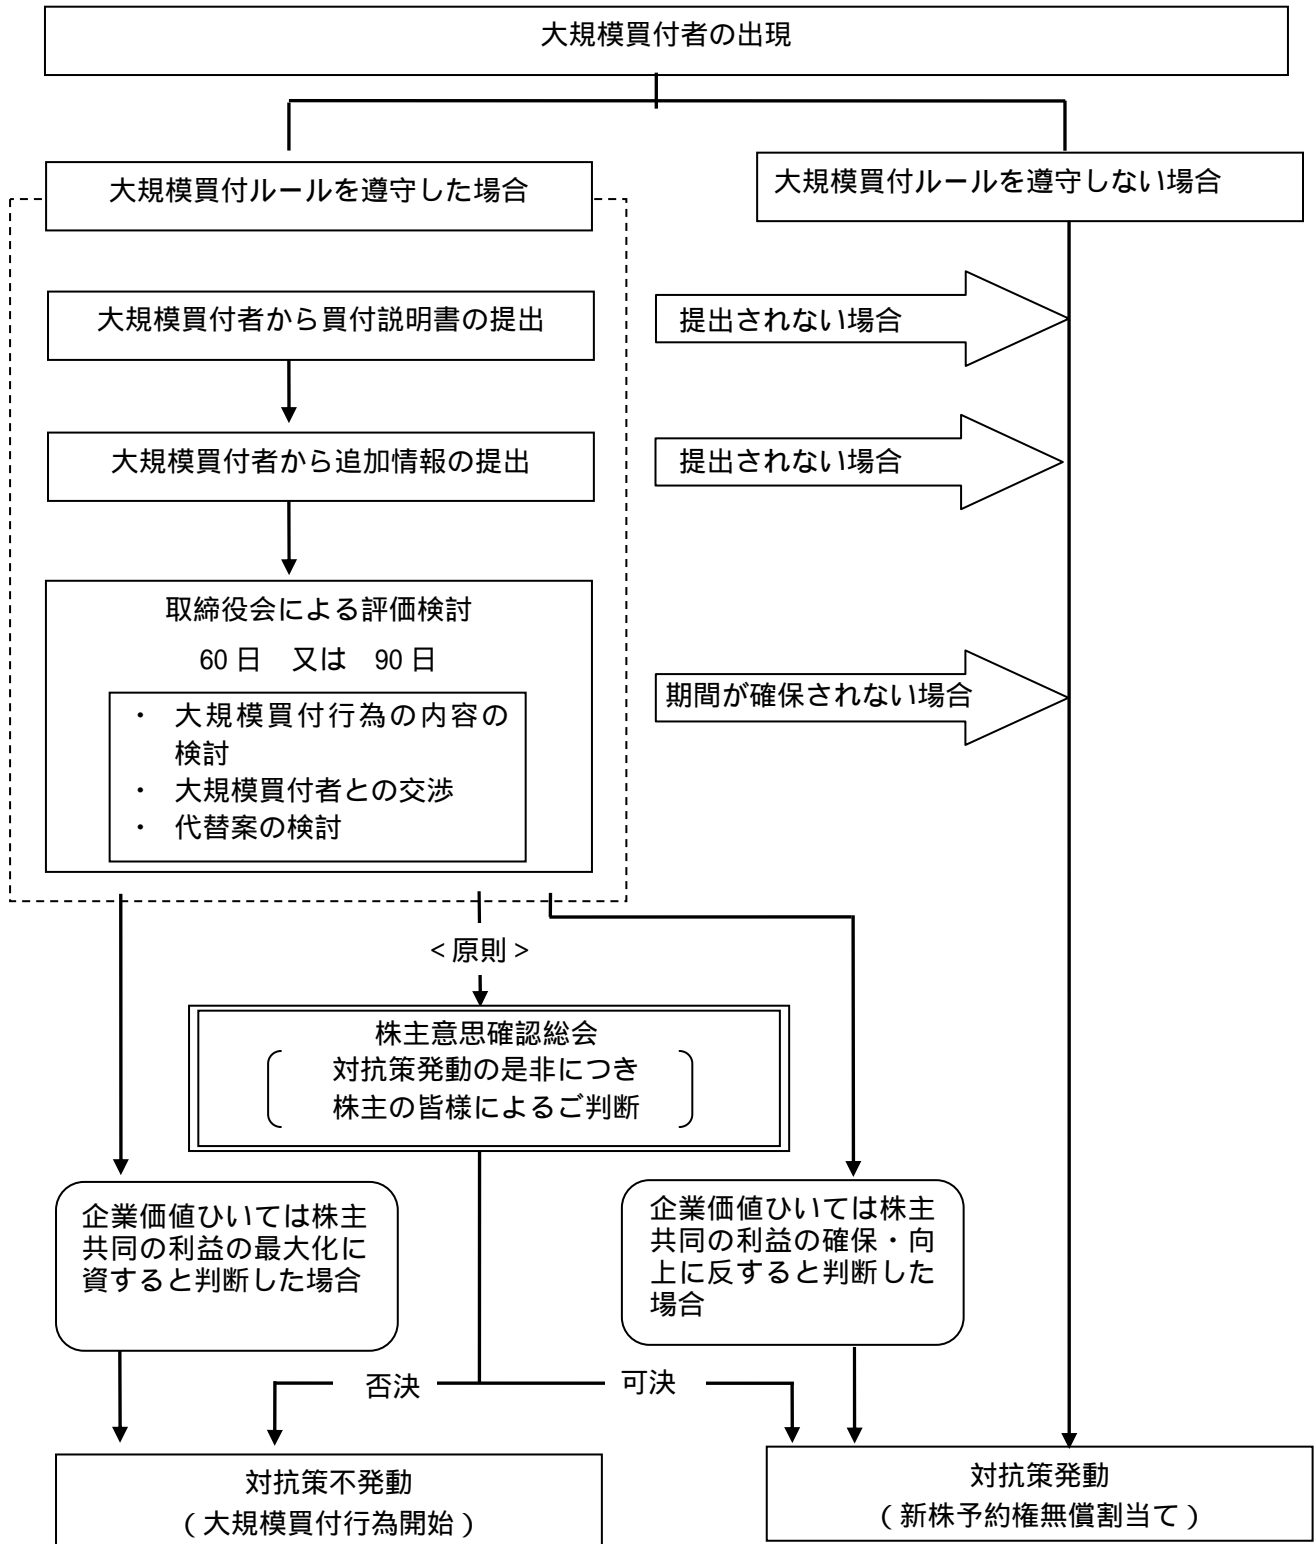 大規模買付者の出現
大規模買付ルールを遵守した場合
大規模買付ルールを遵守しない場合
大規模買付者から買付説明書の提出
提出されない場合
大規模買付者から追加情報の提出
提出されない場合
取締役会による評価検討
60日　又は　90日
・　大規模買付行為の内容の
検討
・　大規模買付者との交渉
・　代替案の検討
期間が確保されない場合
<原則>
株主意思確認総会
対抗策発動の是非につき
株主の皆様によるご判断
企業価値ひいては株主
共同の利益の最大化に
資すると判断した場合
企業価値ひいては株主
共同の利益の確保・向
上に反すると判断した
場合
否決
可決
対抗策不発動
(大規模買付行為開始)
対抗策発動
(新株予約権無償割当て)